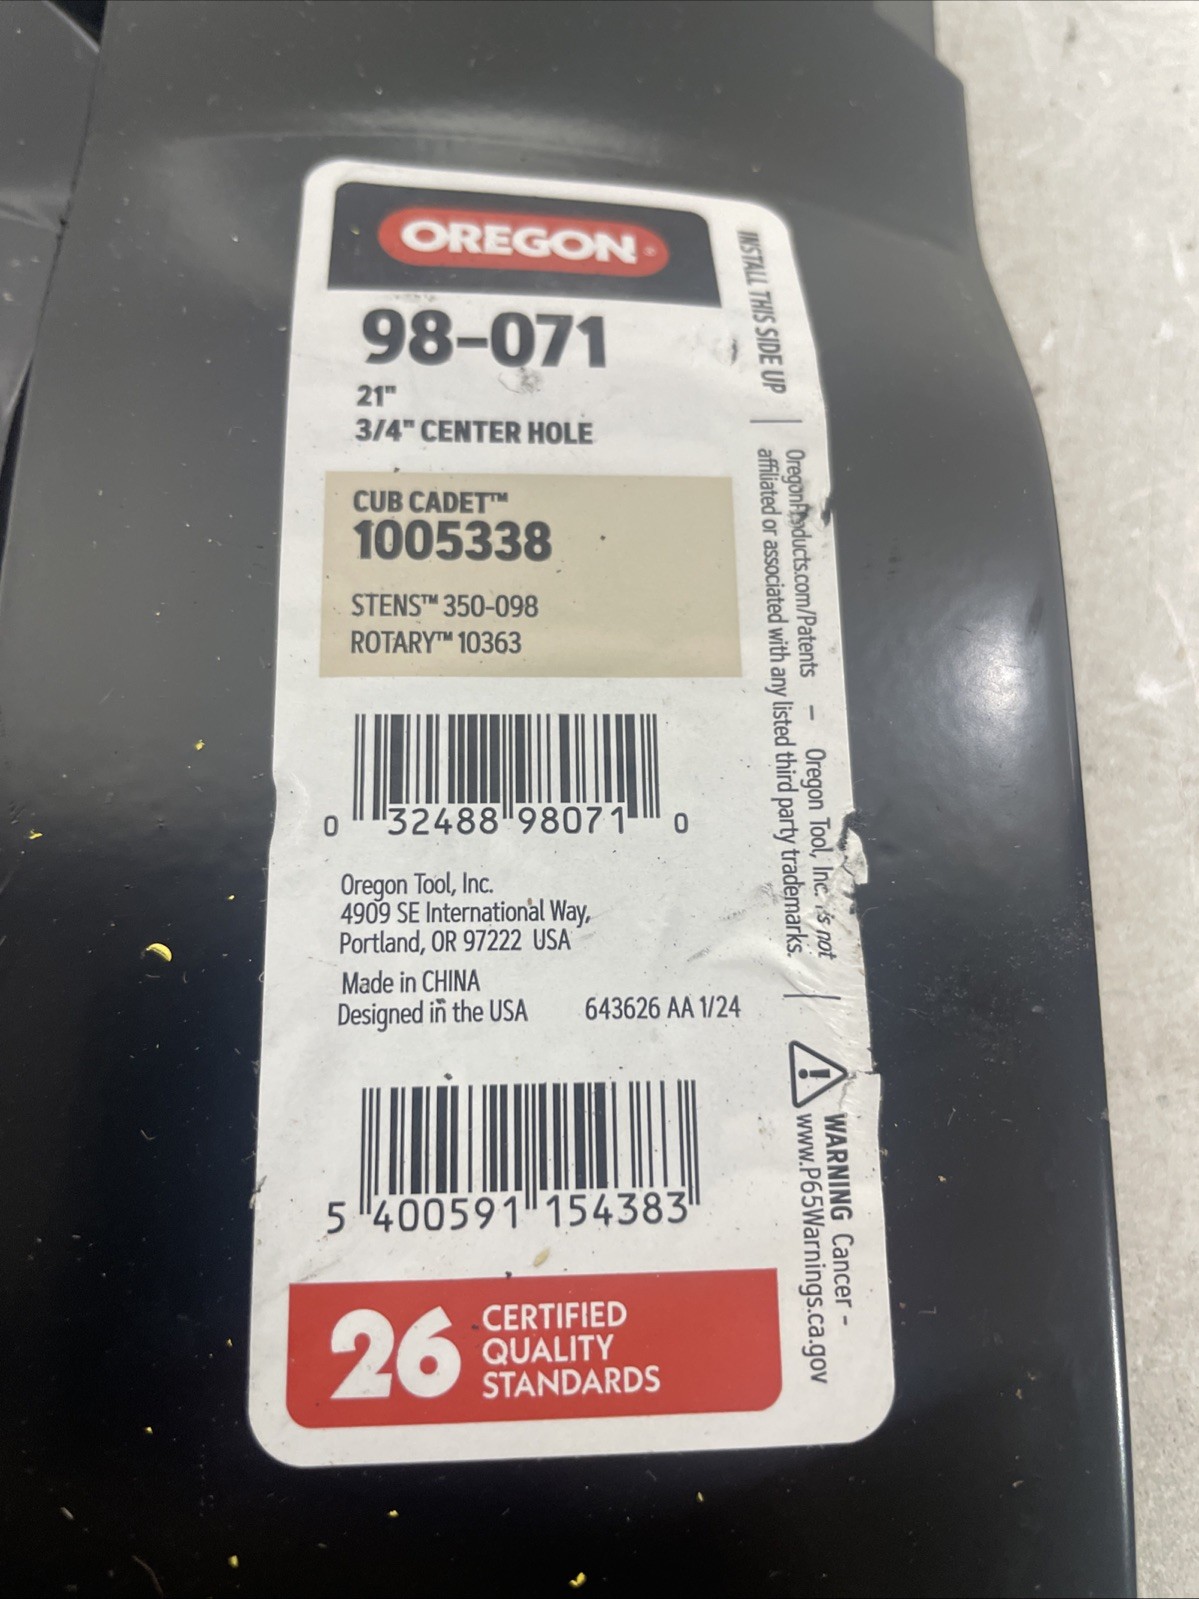 OREGON
98-071
21"
3/4" CENTER HOLE
CUB CADET™
1005338
STENS™ 350-098
ROTARY™ 10363
0 32488 98071 0
Oregon Tool, Inc.
4909 SE International Way,
Portland, OR 97222 USA
Made in CHINA
Designed in the USA 643626 AA 1/24
5 400591 154383
26 CERTIFIED
QUALITY
STANDARDS
INSTALL THIS SIDE UP
OregonProducts.com/Patents – Oregon Tool, Inc. is not
affiliated or associated with any listed third party trademarks.
WARNING Cancer -
www.P65Warnings.ca.gov